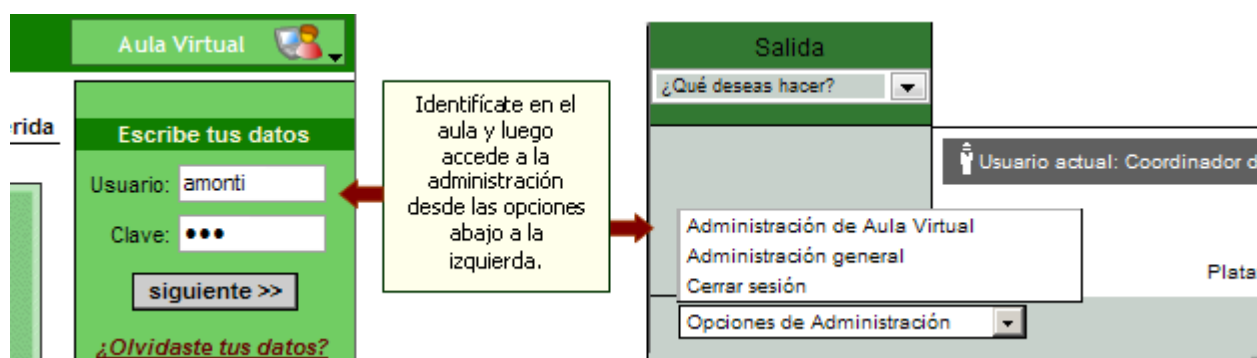 Aula Virtual
erida
Escribe tus datos
Usuario: amonti
Clave: •••
siguiente >>
¿Olvidaste tus datos?
Identifícate en el
aula y luego
accede a la
administración
desde las opciones
abajo a la
izquierda.
Salida
¿Qué deseas hacer?
Usuario actual: Coordinador d
Administración de Aula Virtual
Administración general
Cerrar sesión
Plata
Opciones de Administración